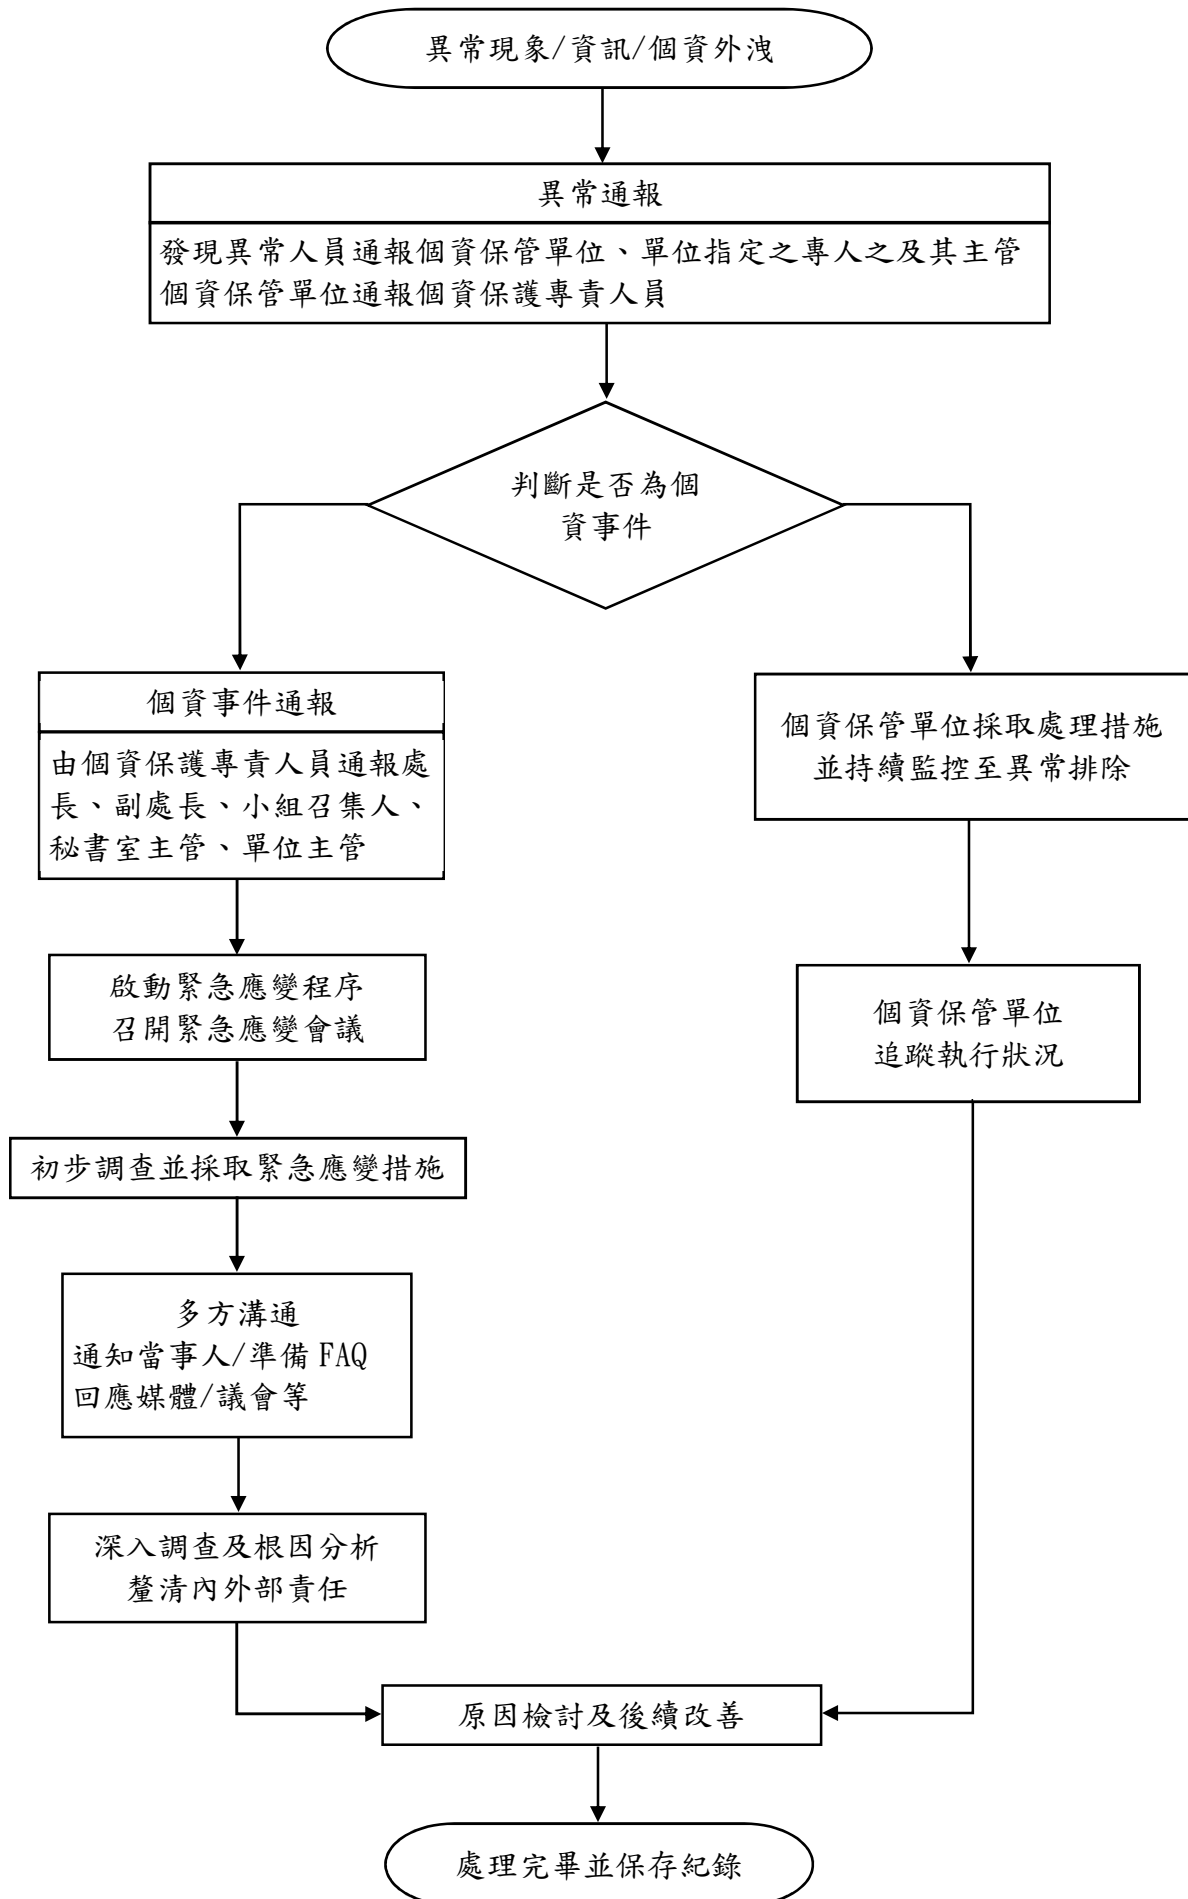 異常現象/資訊/個資外洩
異常通報
發現異常人員通報個資保管單位、單位指定之專人之及其主管
個資保管單位通報個資保護專責人員
判斷是否為個
資事件
個資事件通報
由個資保護專責人員通報處
長、副處長、小組召集人、
秘書室主管、單位主管
個資保管單位採取處理措施
並持續監控至異常排除
啟動緊急應變程序
召開緊急應變會議
個資保管單位
追蹤執行狀況
初步調查並採取緊急應變措施
多方溝通
通知當事人/準備 FAQ
回應媒體/議會等
深入調查及根因分析
釐清內外部責任
原因檢討及後續改善
處理完畢並保存紀錄